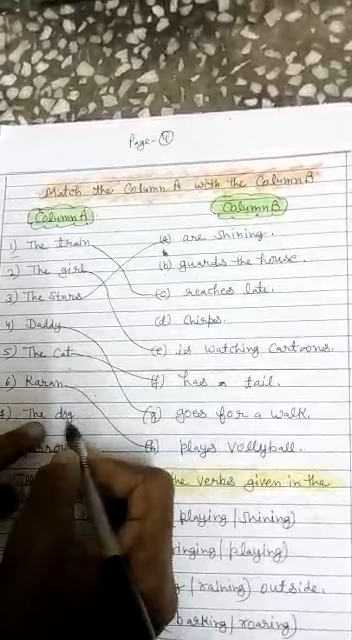 Page-4
Match the Column A with the Column B
Column A Column B
1) The train (a) are shining.
2) The girl (b) guards the house.
3) The Stars (c) reaches late.
4) Daddy (d) Chirps.
5) The Cat (e) is watching Cartoons.
6) Karan (f) has a tail.
7) The dog (g) goes for a walk.
(h) plays vollyball.
the verbs given in the
playing / shining)
/ playing)
/ raining) outside.
barking / roaring)